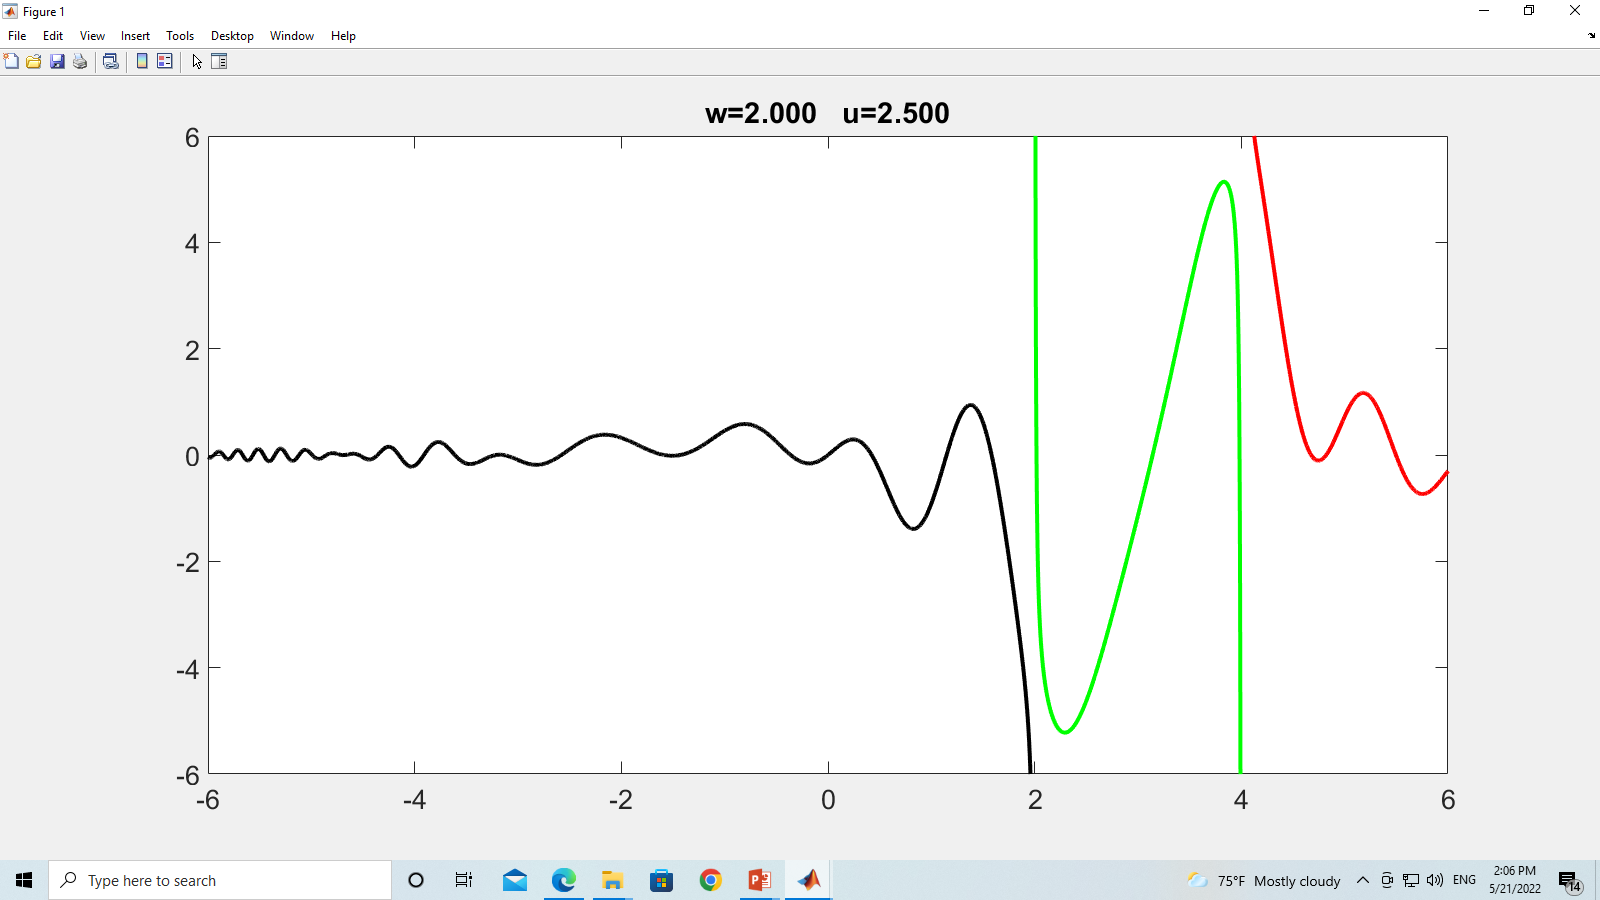 Figure 1
File Edit View Insert Tools Desktop Window Help
w=2.000 u=2.500
6
4
2
0
-2
-4
-6
-6 -4 -2 0 2 4 6
Type here to search
75°F Mostly cloudy
ENG
2:06 PM
5/21/2022
14